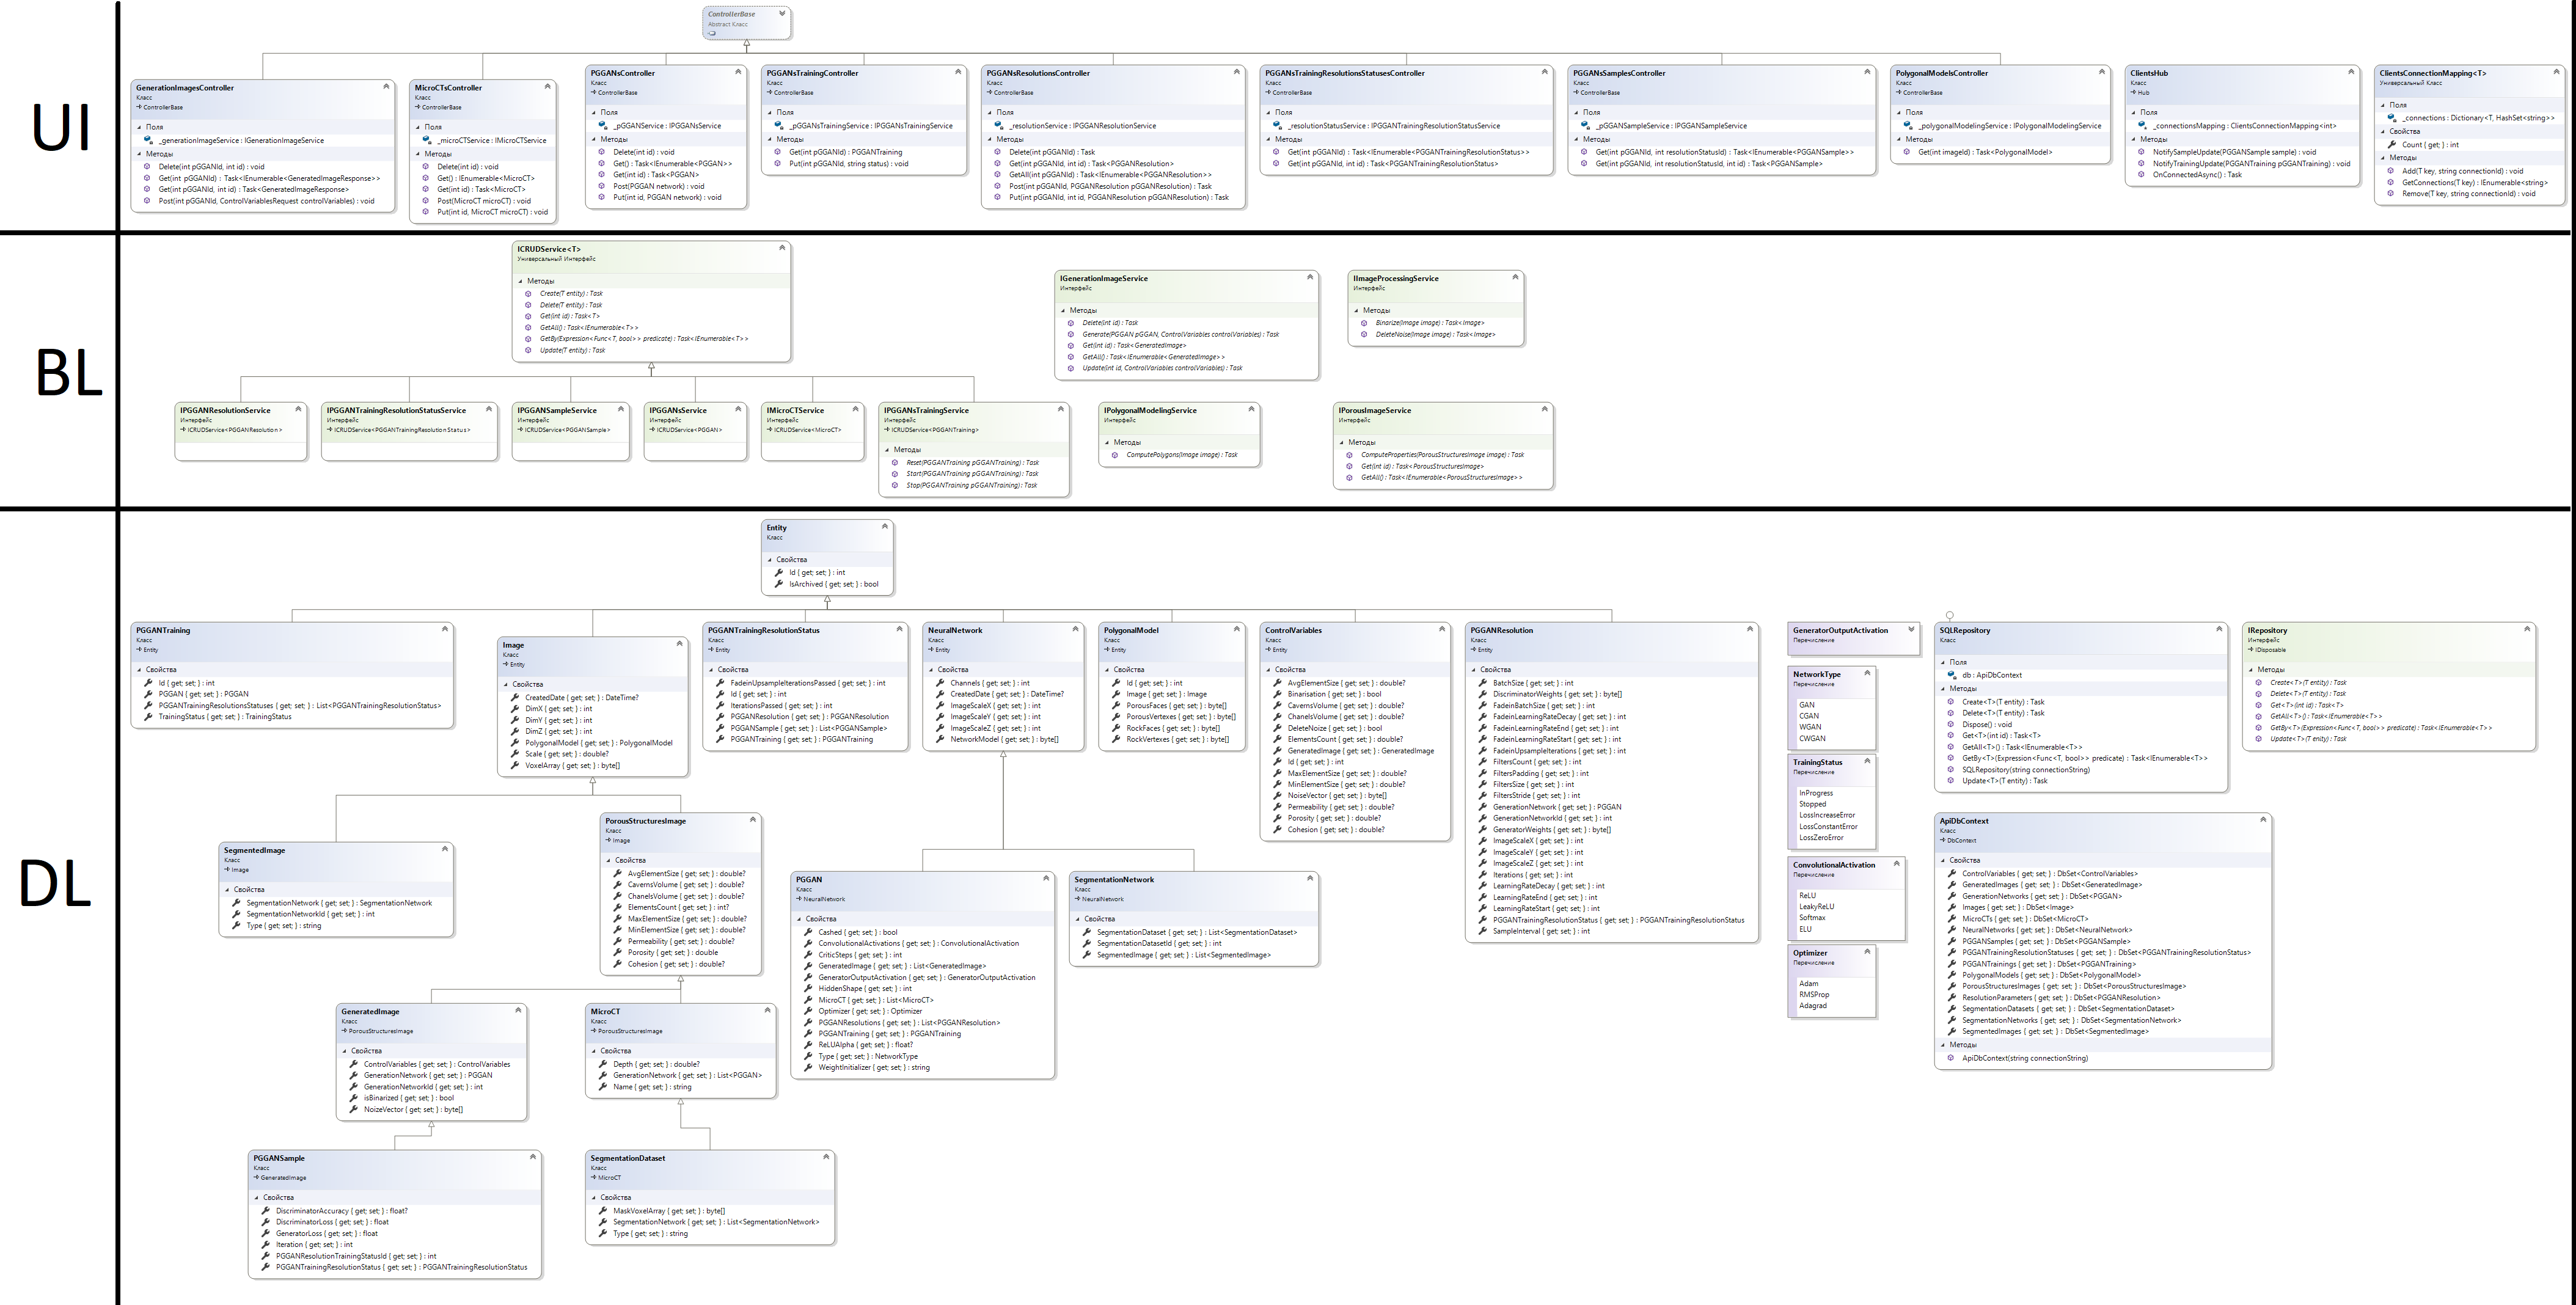 UI
ControllerBase
Abstract Класс
GenerationImagesController
Класс
ControllerBase
Поля
_generationImageService : IGenerationImageService
Методы
Delete(int pGGANId, int id) : void
Get(int pGGANId) : Task<IEnumerable<GeneratedImageResponse>>
Get(int pGGANId, int id) : Task<GeneratedImageResponse>
Post(int pGGANId, ControlVariablesRequest controlVariables) : void
MicroCTsController
Класс
ControllerBase
Поля
_microCTService : IMicroCTService
Методы
Delete(int id) : void
Get() : IEnumerable<MicroCT>
Get(int id) : Task<MicroCT>
Post(MicroCT microCT) : void
Put(int id, MicroCT microCT) : void
PGGANsController
Класс
ControllerBase
Поля
_pGGANService : IPGGANsService
Методы
Delete(int id) : void
Get() : Task<IEnumerable<PGGAN>>
Get(int id) : Task<PGGAN>
Post(PGGAN network) : void
Put(int id, PGGAN network) : void
PGGANsTrainingController
Класс
ControllerBase
Поля
_pGGANsTrainingService : IPGGANsTrainingService
Методы
Get(int pGGANId) : PGGANTraining
Put(int pGGANId, string status) : void
PGGANsResolutionsController
Класс
ControllerBase
Поля
_resolutionService : IPGGANResolutionService
Методы
Delete(int pGGANId) : Task
Get(int pGGANId, int id) : Task<PGGANResolution>
GetAll(int pGGANId) : Task<IEnumerable<PGGANResolution>>
Post(int pGGANId, PGGANResolution pGGANResolution) : Task
Put(int pGGANId, int id, PGGANResolution pGGANResolution) : Task
PGGANsTrainingResolutionsStatusesController
Класс
ControllerBase
Поля
_resolutionStatusService : IPGGANTrainingResolutionStatusService
Методы
Get(int pGGANId) : Task<IEnumerable<PGGANTrainingResolutionStatus>>
Get(int pGGANId, int id) : Task<PGGANTrainingResolutionStatus>
PGGANsSamplesController
Класс
ControllerBase
Поля
_pGGANSampleService : IPGGANSampleService
Методы
Get(int pGGANId, int resolutionStatusId) : Task<IEnumerable<PGGANSample>>
Get(int pGGANId, int resolutionStatusId, int id) : Task<PGGANSample>
PolygonalModelsController
Класс
ControllerBase
Поля
_polygonalModelingService : IPolygonalModelingService
Методы
Get(int imageId) : Task<PolygonalModel>
ClientsHub
Класс
Hub
Поля
_connectionsMapping : ClientsConnectionMapping<int>
Методы
NotifySampleUpdate(PGGANSample sample) : void
NotifyTrainingUpdate(PGGANTraining pGGANTraining) : void
OnConnectedAsync() : Task
ClientsConnectionMapping<T>
Универсальный Класс
Поля
_connections : Dictionary<T, HashSet<string>>
Свойства
Count { get; } : int
Методы
Add(T key, string connectionId) : void
GetConnections(T key) : IEnumerable<string>
Remove(T key, string connectionId) : void
BL
ICRUDService<T>
Универсальный Интерфейс
Методы
Create(T entity) : Task
Delete(T entity) : Task
Get(int id) : Task<T>
GetAll() : Task<IEnumerable<T>>
GetBy(Expression<Func<T, bool>> predicate) : Task<IEnumerable<T>>
Update(T entity) : Task
IGenerationImageService
Интерфейс
Методы
Delete(int id) : Task
Generate(PGGAN pGGAN, ControlVariables controlVariables) : Task
Get(int id) : Task<GeneratedImage>
GetAll() : Task<IEnumerable<GeneratedImage>>
Update(int id, ControlVariables controlVariables) : Task
IImageProcessingService
Интерфейс
Методы
Binarize(Image image) : Task<Image>
DeleteNoise(Image image) : Task<Image>
IPGGANResolutionService
Интерфейс
ICRUDService<PGGANResolution>
IPGGANTrainingResolutionStatusService
Интерфейс
ICRUDService<PGGANTrainingResolutionStatus>
IPGGANSampleService
Интерфейс
ICRUDService<PGGANSample>
IPGGANsService
Интерфейс
ICRUDService<PGGAN>
IMicroCTService
Интерфейс
ICRUDService<MicroCT>
IPGGANsTrainingService
Интерфейс
ICRUDService<PGGANTraining>
Методы
Reset(PGGANTraining pGGANTraining) : Task
Start(PGGANTraining pGGANTraining) : Task
Stop(PGGANTraining pGGANTraining) : Task
IPolygonalModelingService
Интерфейс
Методы
ComputePolygons(Image image) : Task
IPorousImageService
Интерфейс
Методы
ComputeProperties(PorousStructuresImage image) : Task
Get(int id) : Task<PorousStructuresImage>
GetAll() : Task<IEnumerable<PorousStructuresImage>>
DL
Entity
Класс
Свойства
Id { get; set; } : int
IsArchived { get; set; } : bool
PGGANTraining
Класс
Entity
Свойства
Id { get; set; } : int
PGGAN { get; set; } : PGGAN
PGGANTrainingResolutionsStatuses { get; set; } : List<PGGANTrainingResolutionStatus>
TrainingStatus { get; set; } : TrainingStatus
Image
Класс
Entity
Свойства
CreatedDate { get; set; } : DateTime?
DimX { get; set; } : int
DimY { get; set; } : int
DimZ { get; set; } : int
PolygonalModel { get; set; } : PolygonalModel
Scale { get; set; } : double?
VoxelArray { get; set; } : byte[]
PGGANTrainingResolutionStatus
Класс
Entity
Свойства
FadeinUpsampleIterationsPassed { get; set; } : int
Id { get; set; } : int
IterationsPassed { get; set; } : int
PGGANResolution { get; set; } : PGGANResolution
PGGANSample { get; set; } : List<PGGANSample>
PGGANTraining { get; set; } : PGGANTraining
NeuralNetwork
Класс
Entity
Свойства
Channels { get; set; } : int
CreatedDate { get; set; } : DateTime?
ImageScaleX { get; set; } : int
ImageScaleY { get; set; } : int
ImageScaleZ { get; set; } : int
NetworkModel { get; set; } : byte[]
PolygonalModel
Класс
Entity
Свойства
Id { get; set; } : int
Image { get; set; } : Image
PorousFaces { get; set; } : byte[]
PorousVertexes { get; set; } : byte[]
RockFaces { get; set; } : byte[]
RockVertexes { get; set; } : byte[]
ControlVariables
Класс
Entity
Свойства
AvgElementSize { get; set; } : double?
Binarisation { get; set; } : bool
CavernsVolume { get; set; } : double?
ChanelsVolume { get; set; } : double?
DeleteNoize { get; set; } : bool
ElementsCount { get; set; } : double?
GeneratedImage { get; set; } : GeneratedImage
Id { get; set; } : int
MaxElementSize { get; set; } : double?
MinElementSize { get; set; } : double?
NoiseVector { get; set; } : byte[]
Permeability { get; set; } : double?
Porosity { get; set; } : double?
Cohesion { get; set; } : double?
PGGANResolution
Класс
Entity
Свойства
BatchSize { get; set; } : int
DiscriminatorWeights { get; set; } : byte[]
FadeinBatchSize { get; set; } : int
FadeinLearningRateDecay { get; set; } : int
FadeinLearningRateEnd { get; set; } : int
FadeinLearningRateStart { get; set; } : int
FadeinUpsampleIterations { get; set; } : int
FiltersCount { get; set; } : int
FiltersPadding { get; set; } : int
FiltersSize { get; set; } : int
FiltersStride { get; set; } : int
GenerationNetwork { get; set; } : PGGAN
GenerationNetworkId { get; set; } : int
GeneratorWeights { get; set; } : byte[]
ImageScaleX { get; set; } : int
ImageScaleY { get; set; } : int
ImageScaleZ { get; set; } : int
Iterations { get; set; } : int
LearningRateDecay { get; set; } : int
LearningRateEnd { get; set; } : int
LearningRateStart { get; set; } : int
PGGANTrainingResolutionStatus { get; set; } : PGGANTrainingResolutionStatus
SampleInterval { get; set; } : int
GeneratorOutputActivation
Перечисление
NetworkType
Перечисление
GAN
CGAN
WGAN
CWGAN
TrainingStatus
Перечисление
InProgress
Stopped
LossIncreaseError
LossConstantError
LossZeroError
ConvolutionalActivation
Перечисление
ReLU
LeakyReLU
Softmax
ELU
Optimizer
Перечисление
Adam
RMSProp
Adagrad
SQLRepository
Класс
Поля
db : ApiDbContext
Методы
Create<T>(T entity) : Task
Delete<T>(T entity) : Task
Dispose() : void
Get<T>(int id) : Task<T>
GetAll<T>() : Task<IEnumerable<T>>
GetBy<T>(Expression<Func<T, bool>> predicate) : Task<IEnumerable<T>>
SQLRepository(string connectionString)
Update<T>(T entity) : Task
IRepository
Интерфейс
IDisposable
Методы
Create<T>(T entity) : Task
Delete<T>(T entity) : Task
Get<T>(int id) : Task<T>
GetAll<T>() : Task<IEnumerable<T>>
GetBy<T>(Expression<Func<T, bool>> predicate) : Task<IEnumerable<T>>
Update<T>(T entity) : Task
ApiDbContext
Класс
DbContext
Свойства
ControlVariables { get; set; } : DbSet<ControlVariables>
GeneratedImages { get; set; } : DbSet<GeneratedImage>
GenerationNetworks { get; set; } : DbSet<PGGAN>
Images { get; set; } : DbSet<Image>
MicroCTs { get; set; } : DbSet<MicroCT>
NeuralNetworks { get; set; } : DbSet<NeuralNetwork>
PGGANSamples { get; set; } : DbSet<PGGANSample>
PGGANTrainingResolutionStatuses { get; set; } : DbSet<PGGANTrainingResolutionStatus>
PGGANTrainings { get; set; } : DbSet<PGGANTraining>
PolygonalModels { get; set; } : DbSet<PolygonalModel>
PorousStructuresImages { get; set; } : DbSet<PorousStructuresImage>
ResolutionParameters { get; set; } : DbSet<PGGANResolution>
SegmentationDatasets { get; set; } : DbSet<SegmentationDataset>
SegmentationNetworks { get; set; } : DbSet<SegmentationNetwork>
SegmentedImages { get; set; } : DbSet<SegmentedImage>
Методы
ApiDbContext(string connectionString)
SegmentedImage
Класс
Image
Свойства
SegmentationNetwork { get; set; } : SegmentationNetwork
SegmentationNetworkId { get; set; } : int
Type { get; set; } : string
PorousStructuresImage
Класс
Image
Свойства
AvgElementSize { get; set; } : double?
CavernsVolume { get; set; } : double?
ChanelsVolume { get; set; } : double?
ElementsCount { get; set; } : int?
MaxElementSize { get; set; } : double?
MinElementSize { get; set; } : double?
Permeability { get; set; } : double?
Porosity { get; set; } : double
Cohesion { get; set; } : double?
PGGAN
Класс
NeuralNetwork
Свойства
Cashed { get; set; } : bool
ConvolutionalActivations { get; set; } : ConvolutionalActivation
CriticSteps { get; set; } : int
GeneratedImage { get; set; } : List<GeneratedImage>
GeneratorOutputActivation { get; set; } : GeneratorOutputActivation
HiddenShape { get; set; } : int
MicroCT { get; set; } : List<MicroCT>
Optimizer { get; set; } : Optimizer
PGGANResolutions { get; set; } : List<PGGANResolution>
PGGANTraining { get; set; } : PGGANTraining
ReLUAlpha { get; set; } : float?
Type { get; set; } : NetworkType
WeightInitializer { get; set; } : string
SegmentationNetwork
Класс
NeuralNetwork
Свойства
SegmentationDataset { get; set; } : List<SegmentationDataset>
SegmentationDatasetId { get; set; } : int
SegmentedImage { get; set; } : List<SegmentedImage>
GeneratedImage
Класс
PorousStructuresImage
Свойства
ControlVariables { get; set; } : ControlVariables
GenerationNetwork { get; set; } : PGGAN
GenerationNetworkId { get; set; } : int
isBinarized { get; set; } : bool
NoizeVector { get; set; } : byte[]
MicroCT
Класс
PorousStructuresImage
Свойства
Depth { get; set; } : double?
GenerationNetwork { get; set; } : List<PGGAN>
Name { get; set; } : string
PGGANSample
Класс
GeneratedImage
Свойства
DiscriminatorAccuracy { get; set; } : float?
DiscriminatorLoss { get; set; } : float
GeneratorLoss { get; set; } : float
Iteration { get; set; } : int
PGGANResolutionTrainingStatusId { get; set; } : int
PGGANTrainingResolutionStatus { get; set; } : PGGANTrainingResolutionStatus
SegmentationDataset
Класс
MicroCT
Свойства
MaskVoxelArray { get; set; } : byte[]
SegmentationNetwork { get; set; } : List<SegmentationNetwork>
Type { get; set; } : string